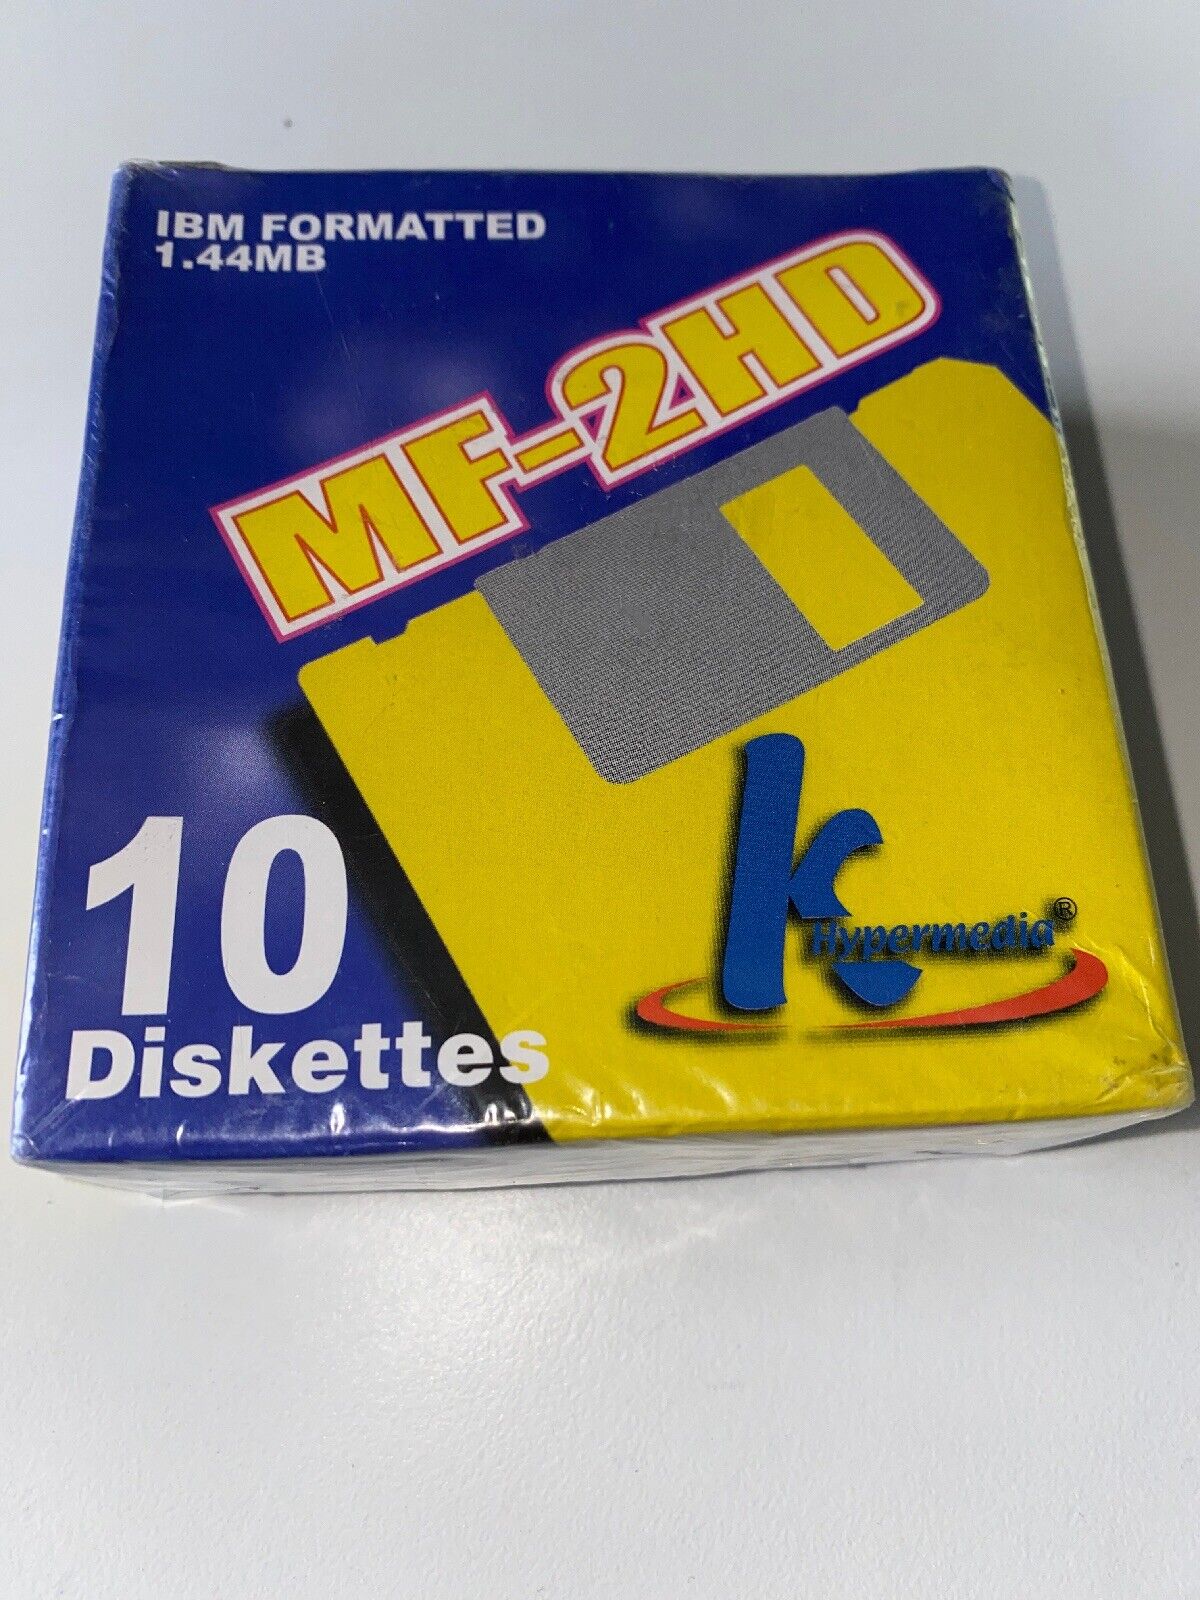 IBM FORMATTED
1.44MB
MF-2HD
K Hypermedia®
10
Diskettes